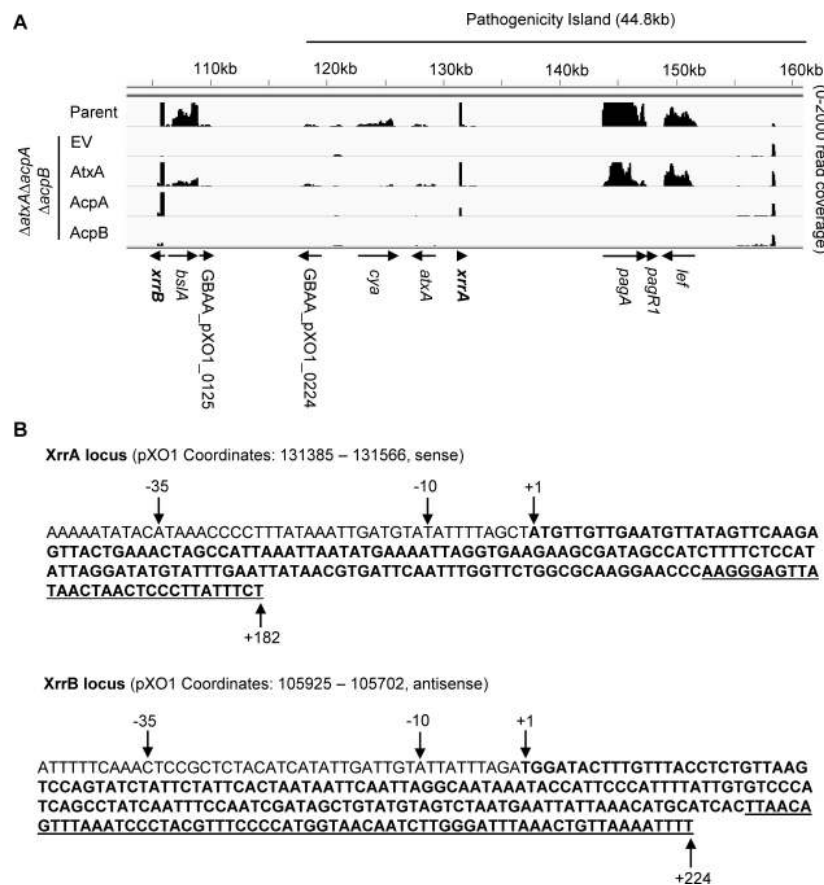 A
Pathogenicity Island (44.8kb)
110kb 120kb 130kb 140kb 150kb 160kb
Parent
EV
AtxA
AcpA
AcpB
ΔatxAΔacpA
ΔacpB
(0-2000 read coverage)
xrrB bslA GBAA_pXO1_0125 GBAA_pXO1_0224 cya atxA xrrA pagA pagR1 lef
B
XrrA locus (pXO1 Coordinates: 131385 – 131566, sense)
-35 -10 +1
AAAAATATACATAAACCCCTTTATAAATTGATGTATATTTTAGCTATGTTGTTGAATGTTATAGTTCAAGA
GTTACTGAAACTAGCCATTAAATTAATATGAAAATTAGGTGAAGAAGCGATAGCCATCTTTTCTCCAT
ATTAGGATATGTATTTGAATTATAACGTGATTCAATTTGGTTCTGGCGCAAGGAACCCAAGGGAGTTA
TAACTAACTCCCTTATTTCT
+182
XrrB locus (pXO1 Coordinates: 105925 – 105702, antisense)
-35 -10 +1
ATTTTTCAAACTCCGCTCTACATCATATTGATTGTATTATTTAGATGGATACTTTGTTTACCTCTGTTAAG
TCCAGTATCTATTCTATTCACTAATAATTCAATTAGGCAATAAATACCATTCCCATTTTATTGTGTCCCA
TCAGCCTATCAATTTCCAATCGATAGCTGTATGTAGTCTAATGAATTATTAAACATGCATCACTTAACA
GTTTAAATCCCTACGTTTCCCCATGGTAACAATCTTGGGATTTAAACTGTTAAAATTTT
+224